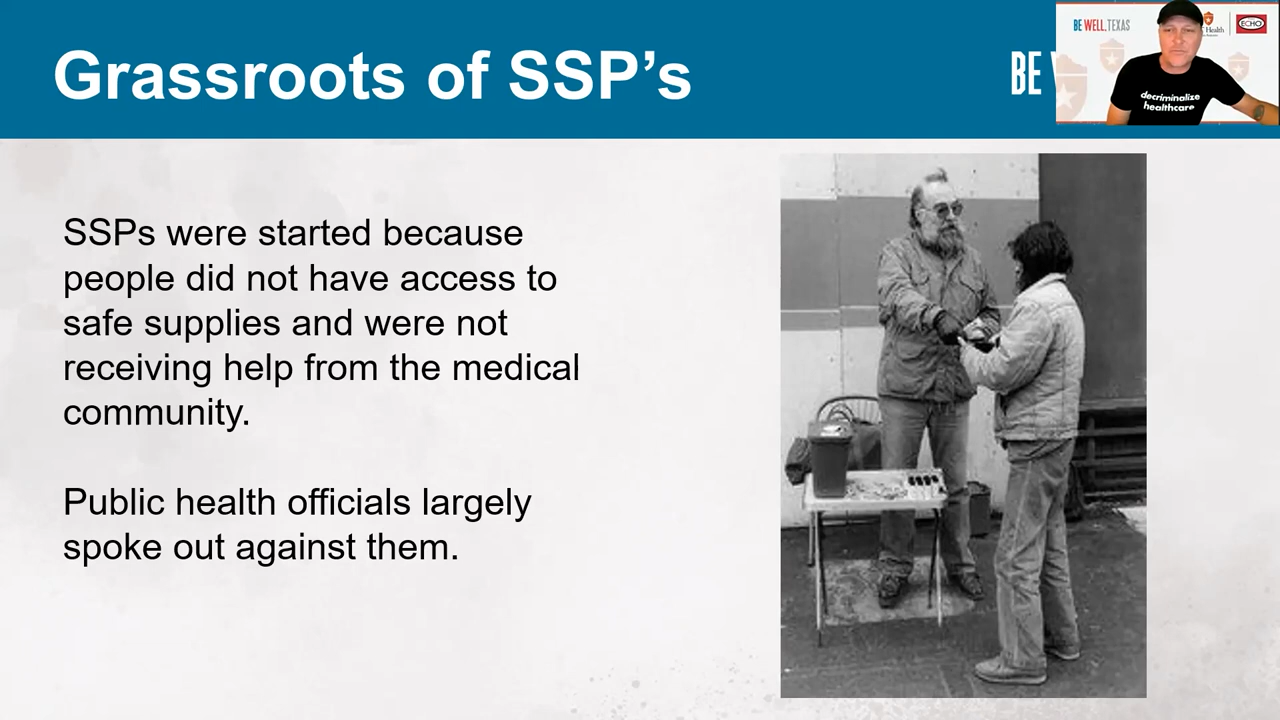 Grassroots of SSP’s
BE
BE WELL, TEXAS
Health
ECHO
decriminalize
healthcare
SSPs were started because
people did not have access to
safe supplies and were not
receiving help from the medical
community.
Public health officials largely
spoke out against them.